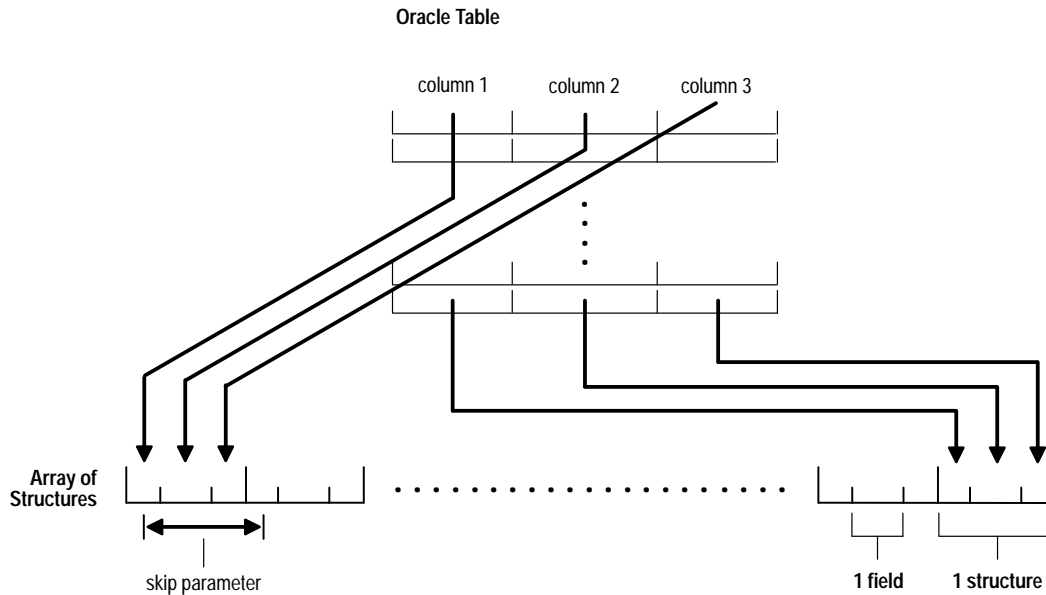 Oracle Table
column 1
column 2
column 3
Array of
Structures
skip parameter
1 field
1 structure